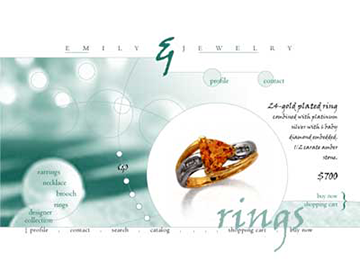 EMILY & JEWELRY
profile contact
24-gold plated ring
combined with platinum
silver with 6 baby
diamond embedded,
1/2 carate amber
stone.
$700
earrings
necklace
brooch
rings
designer
collection
buy now
shopping cart
rings
[ profile . contact . search . catalog . . . . . . . shopping cart buy now